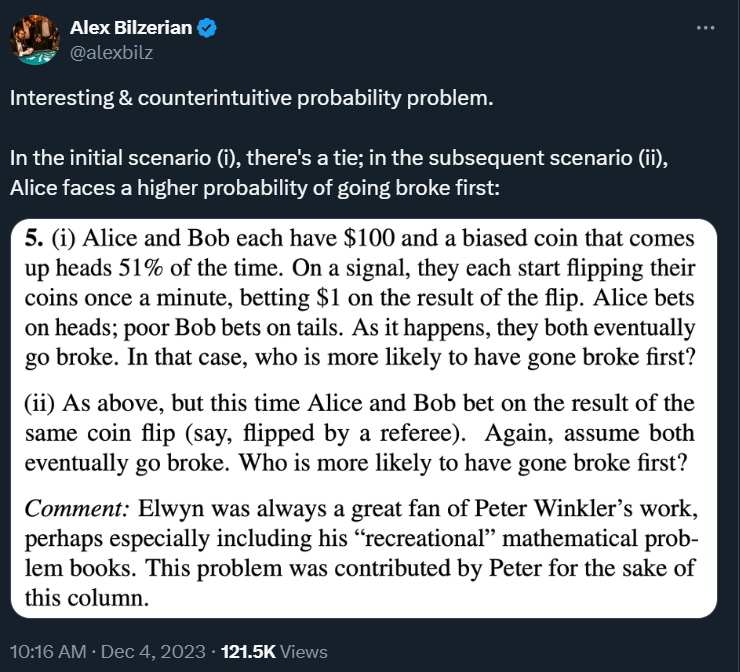 Alex Bilzerian
@alexbilz
Interesting & counterintuitive probability problem.
In the initial scenario (i), there's a tie; in the subsequent scenario (ii),
Alice faces a higher probability of going broke first:
5. (i) Alice and Bob each have $100 and a biased coin that comes
up heads 51% of the time. On a signal, they each start flipping their
coins once a minute, betting $1 on the result of the flip. Alice bets
on heads; poor Bob bets on tails. As it happens, they both eventually
go broke. In that case, who is more likely to have gone broke first?
(ii) As above, but this time Alice and Bob bet on the result of the
same coin flip (say, flipped by a referee). Again, assume both
eventually go broke. Who is more likely to have gone broke first?
Comment: Elwyn was always a great fan of Peter Winkler's work,
perhaps especially including his “recreational” mathematical prob-
lem books. This problem was contributed by Peter for the sake of
this column.
10:16 AM · Dec 4, 2023 · 121.5K Views